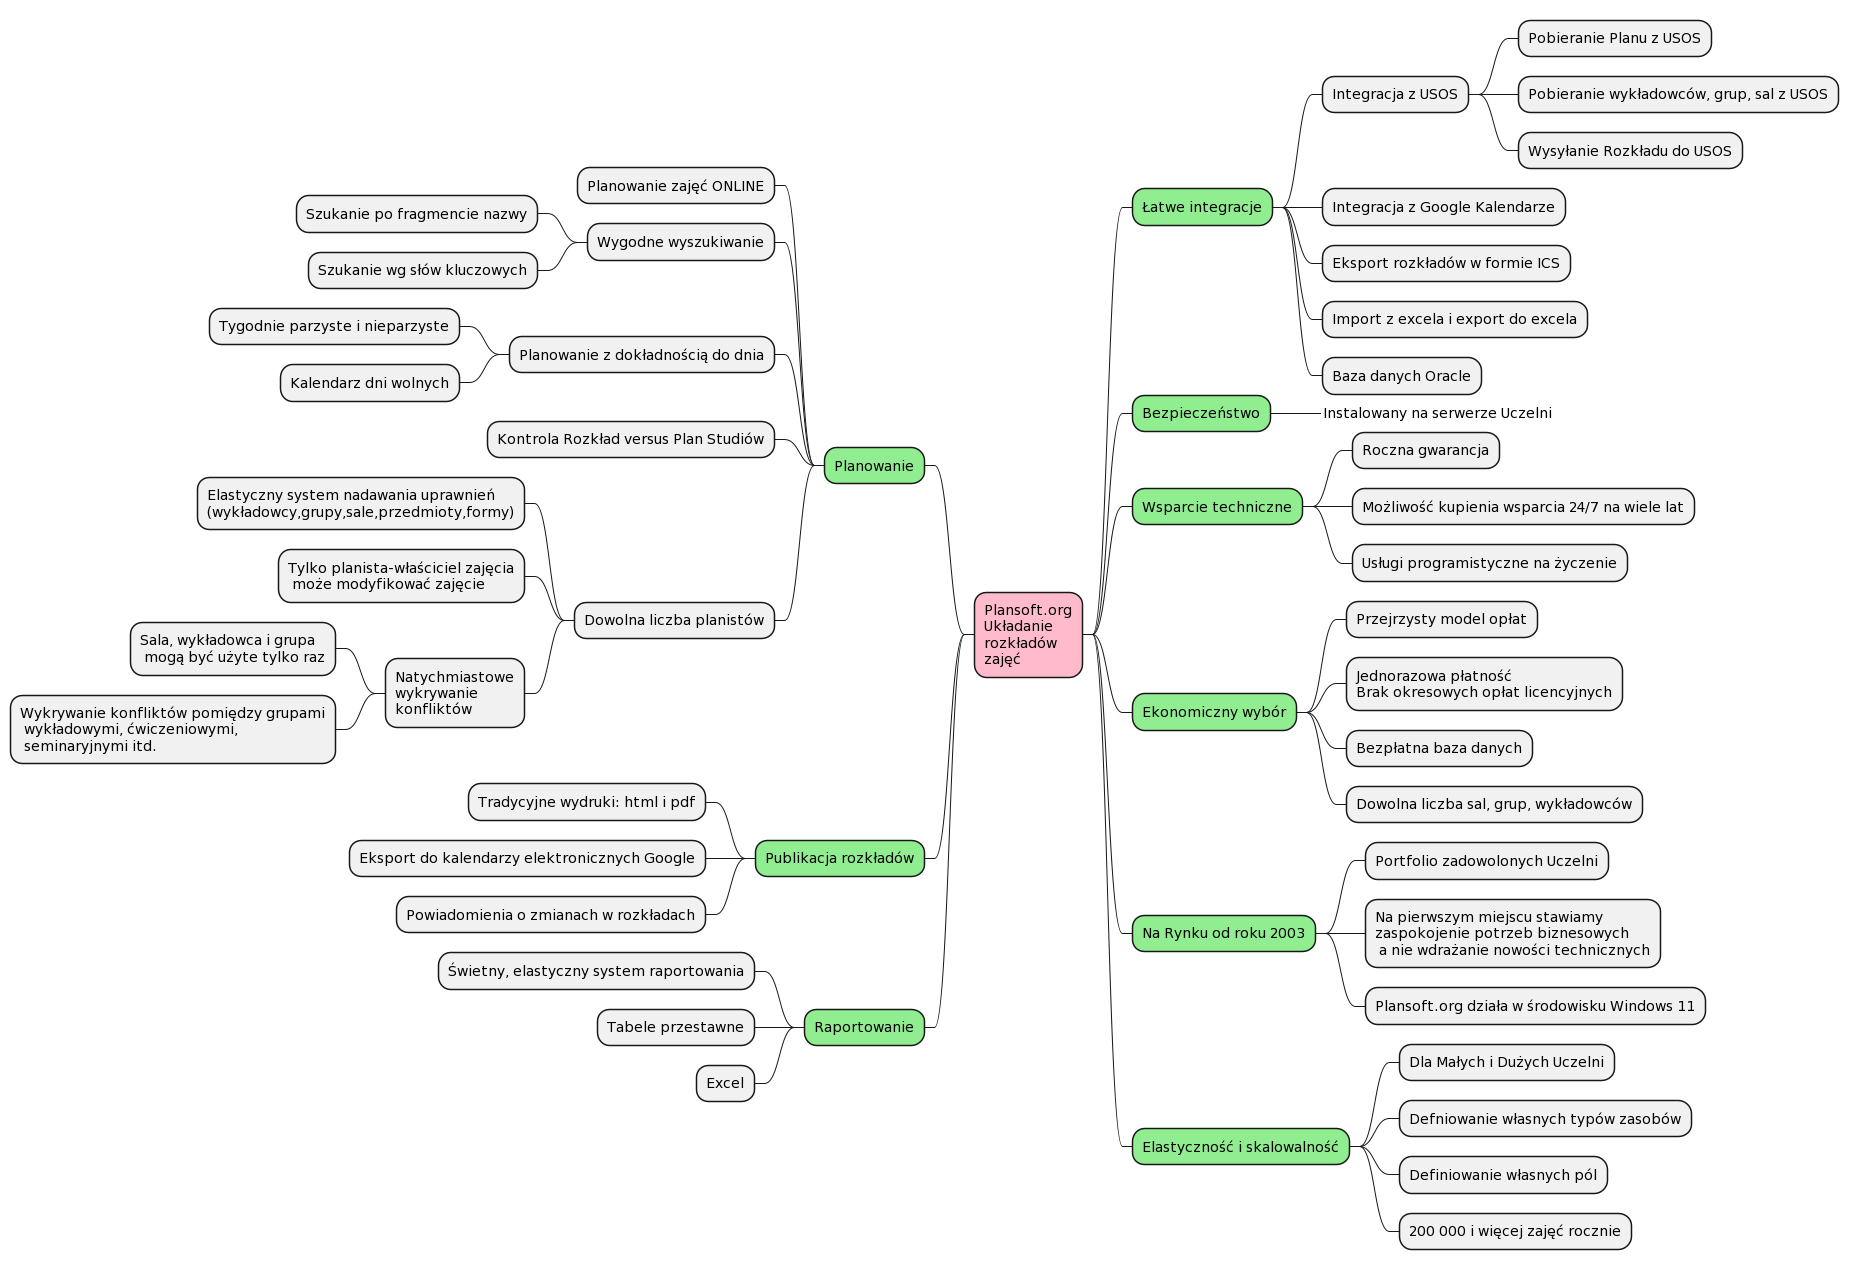 Plansoft.org
Układanie
rozkładów
zajęć
Łatwe integracje
Integracja z USOS
Pobieranie Planu z USOS
Pobieranie wykładowców, grup, sal z USOS
Wysyłanie Rozkładu do USOS
Integracja z Google Kalendarze
Eksport rozkładów w formie ICS
Import z excela i export do excela
Baza danych Oracle
Bezpieczeństwo
Instalowany na serwerze Uczelni
Wsparcie techniczne
Roczna gwarancja
Możliwość kupienia wsparcia 24/7 na wiele lat
Usługi programistyczne na życzenie
Ekonomiczny wybór
Przejrzysty model opłat
Jednorazowa płatność
Brak okresowych opłat licencyjnych
Bezpłatna baza danych
Dowolna liczba sal, grup, wykładowców
Na Rynku od roku 2003
Portfolio zadowolonych Uczelni
Na pierwszym miejscu stawiamy
zaspokojenie potrzeb biznesowych
a nie wdrażanie nowości technicznych
Plansoft.org działa w środowisku Windows 11
Elastyczność i skalowalność
Dla Małych i Dużych Uczelni
Defniowanie własnych typów zasobów
Definiowanie własnych pól
200 000 i więcej zajęć rocznie
Planowanie
Planowanie zajęć ONLINE
Wygodne wyszukiwanie
Szukanie po fragmencie nazwy
Szukanie wg słów kluczowych
Planowanie z dokładnością do dnia
Tygodnie parzyste i nieparzyste
Kalendarz dni wolnych
Kontrola Rozkład versus Plan Studiów
Dowolna liczba planistów
Elastyczny system nadawania uprawnień
(wykładowcy,grupy,sale,przedmioty,formy)
Tylko planista-właściciel zajęcia
może modyfikować zajęcie
Natychmiastowe
wykrywanie
konfliktów
Sala, wykładowca i grupa
mogą być użyte tylko raz
Wykrywanie konfliktów pomiędzy grupami
wykładowymi, ćwiczeniowymi,
seminaryjnymi itd.
Publikacja rozkładów
Tradycyjne wydruki: html i pdf
Eksport do kalendarzy elektronicznych Google
Powiadomienia o zmianach w rozkładach
Raportowanie
Świetny, elastyczny system raportowania
Tabele przestawne
Excel